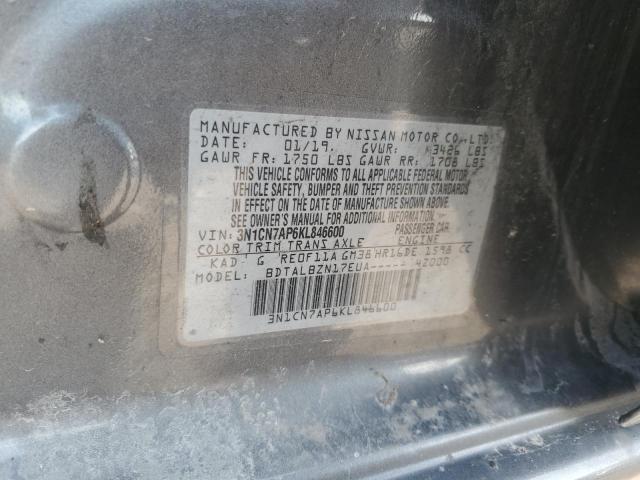 MANUFACTURED BY NISSAN MOTOR CO.,LTD.
DATE: 01/19. GVWR: 3426 LBS
GAWR FR: 1750 LBS GAWR RR: 1708 LBS
THIS VEHICLE CONFORMS TO ALL APPLICABLE FEDERAL MOTOR
VEHICLE SAFETY, BUMPER AND THEFT PREVENTION STANDARDS
IN EFFECT ON THE DATE OF MANUFACTURE SHOWN ABOVE.
SEE OWNER'S MANUAL FOR ADDITIONAL INFORMATION.
VIN: 3N1CN7AP6KL846600 PASSENGER CAR
COLOR TRIM TRANS AXLE ENGINE
KAD G RE0F11A GM38 HR16DE 1598 CC
MODEL: BDTALBZN17EUA----- 42000
3N1CN7AP6KL846600